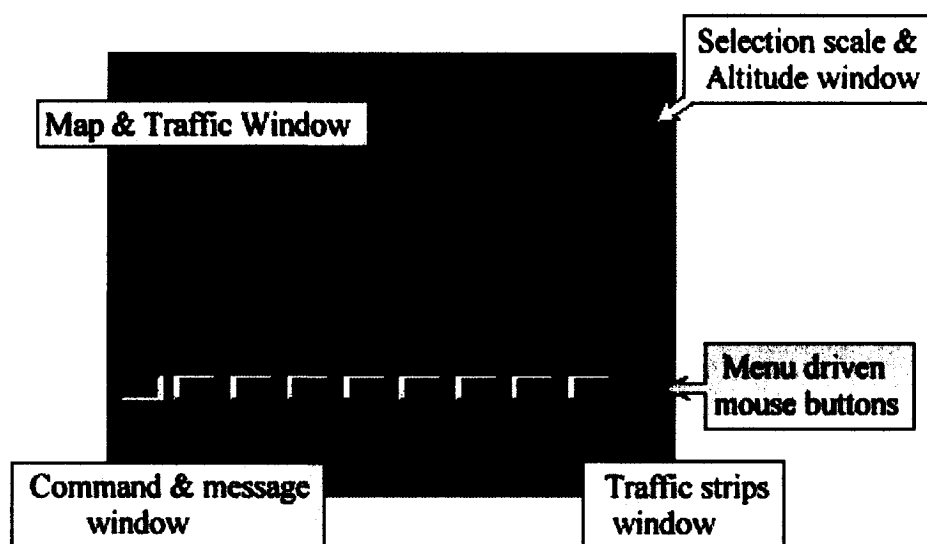 Selection scale &
Altitude window
Map & Traffic Window
Menu driven
mouse buttons
Command & message
window
Traffic strips
window